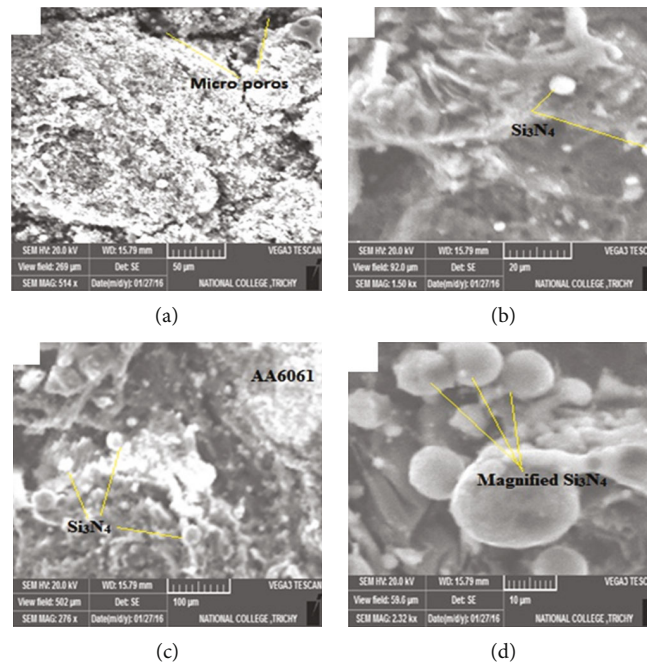 Micro poros
SEM HV: 20.0 kV WD: 15.79 mm VEGA3 TESCAN
View field: 269 µm Det: SE 50 µm
SEM MAG: 514 x Date(m/d/y): 01/27/16 NATIONAL COLLEGE ,TRICHY
(a)
Si₃N₄
SEM HV: 20.0 kV WD: 15.79 mm VEGA3 TESCAN
View field: 92.0 µm Det: SE 20 µm
SEM MAG: 1.50 kx Date(m/d/y): 01/27/16 NATIONAL COLLEGE ,TRICHY
(b)
AA6061
Si₃N₄
SEM HV: 20.0 kV WD: 15.79 mm VEGA3 TESCAN
View field: 502 µm Det: SE 100 µm
SEM MAG: 276 x Date(m/d/y): 01/27/16 NATIONAL COLLEGE ,TRICHY
(c)
Magnified Si₃N₄
SEM HV: 20.0 kV WD: 15.79 mm VEGA3 TESCAN
View field: 59.6 µm Det: SE 10 µm
SEM MAG: 2.32 kx Date(m/d/y): 01/27/16 NATIONAL COLLEGE ,TRICHY
(d)